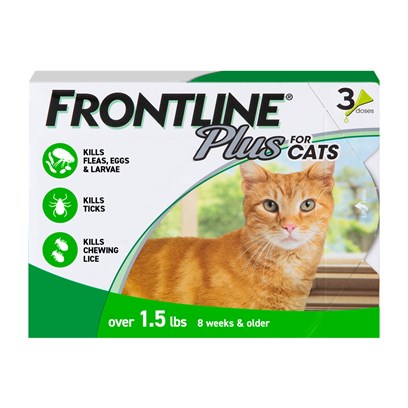 FRONTLINE®
Plus FOR CATS
3 doses
KILLS
FLEAS, EGGS
& LARVAE
KILLS
TICKS
KILLS
CHEWING
LICE
over 1.5 lbs 8 weeks & older